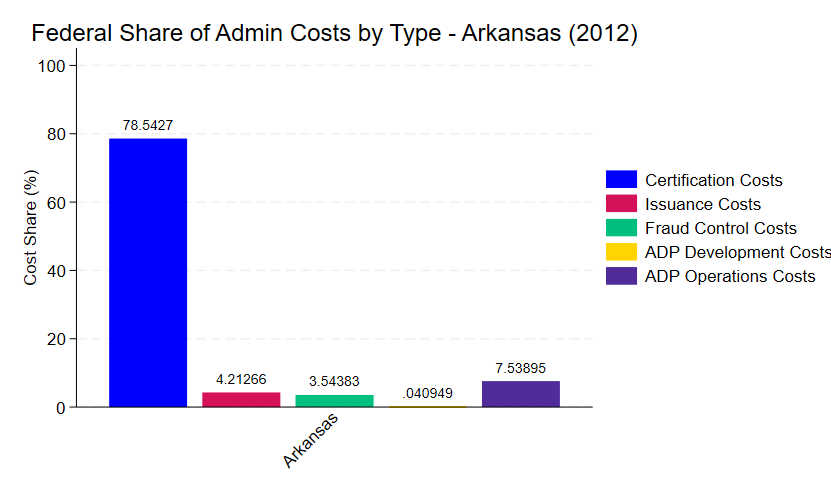 Federal Share of Admin Costs by Type - Arkansas (2012)
Cost Share (%)
100
80
60
40
20
0
78.5427
4.21266
3.54383
.040949
7.53895
Arkansas
Certification Costs
Issuance Costs
Fraud Control Costs
ADP Development Costs
ADP Operations Costs